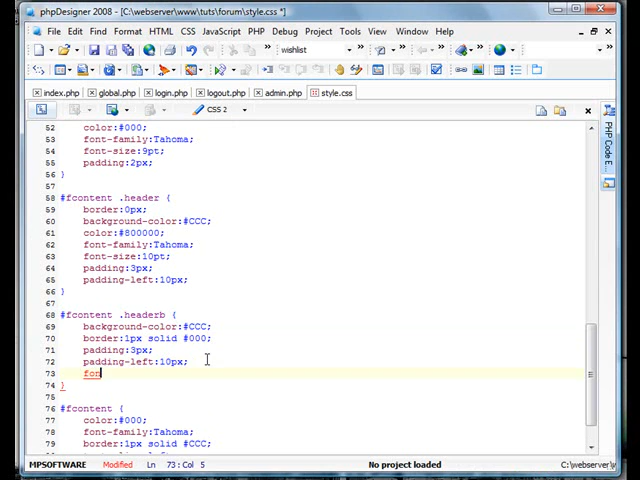 phpDesigner 2008 - [C:\webserver\www\tuts\forum\style.css *]
File Edit Find Format HTML CSS JavaScript PHP Debug Project Tools View Window Help
wishlist
index.php global.php login.php logout.php admin.php style.css
CSS 2
52 color:#000;
53 font-family:Tahoma;
54 font-size:9pt;
55 padding:2px;
56 }
57
58 #fcontent .header {
59 border:0px;
60 background-color:#CCC;
61 color:#800000;
62 font-family:Tahoma;
63 font-size:10pt;
64 padding:3px;
65 padding-left:10px;
66 }
67
68 #fcontent .headerb {
69 background-color:#CCC;
70 border:1px solid #000;
71 padding:3px;
72 padding-left:10px;
73 fon
74 }
75
76 #fcontent {
77 color:#000;
78 font-family:Tahoma;
79 border:1px solid #CCC;
PHP Code E...
MPSOFTWARE Modified Ln 73 : Col 5 No project loaded